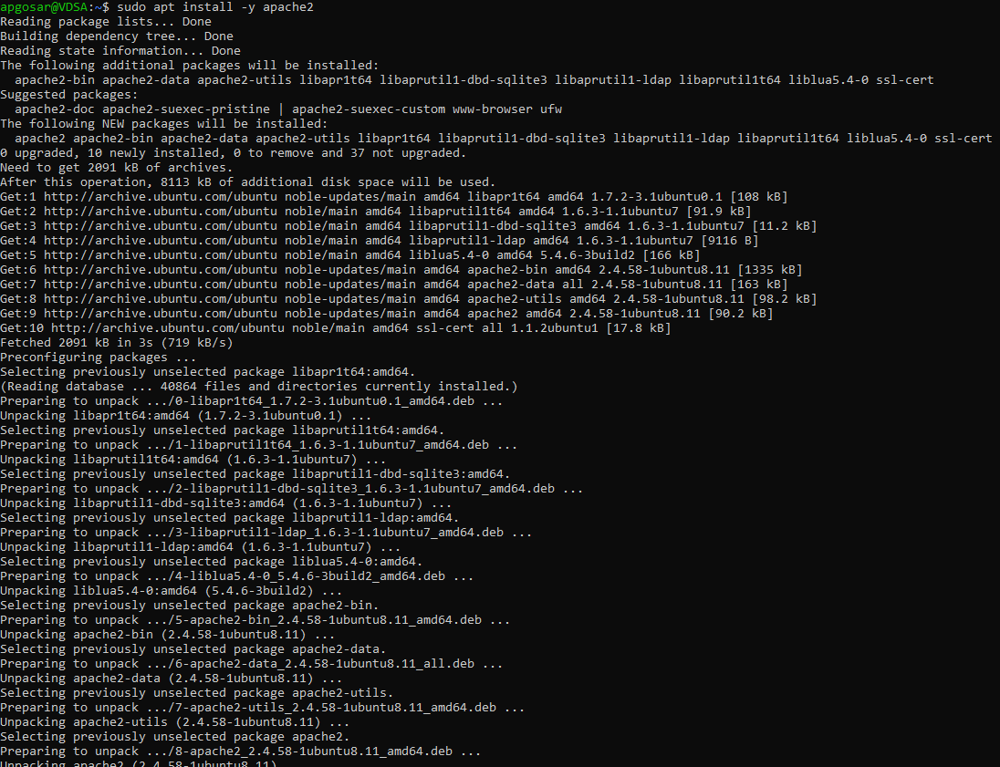 apgosar@VDSA:~$ sudo apt install -y apache2
Reading package lists... Done
Building dependency tree... Done
Reading state information... Done
The following additional packages will be installed:
  apache2-bin apache2-data apache2-utils libapr1t64 libaprutil1-dbd-sqlite3 libaprutil1-ldap libaprutil1t64 liblua5.4-0 ssl-cert
Suggested packages:
  apache2-doc apache2-suexec-pristine | apache2-suexec-custom www-browser ufw
The following NEW packages will be installed:
  apache2 apache2-bin apache2-data apache2-utils libapr1t64 libaprutil1-dbd-sqlite3 libaprutil1-ldap libaprutil1t64 liblua5.4-0 ssl-cert
0 upgraded, 10 newly installed, 0 to remove and 37 not upgraded.
Need to get 2091 kB of archives.
After this operation, 8113 kB of additional disk space will be used.
Get:1 http://archive.ubuntu.com/ubuntu noble-updates/main amd64 libapr1t64 amd64 1.7.2-3.1ubuntu0.1 [108 kB]
Get:2 http://archive.ubuntu.com/ubuntu noble/main amd64 libaprutil1t64 amd64 1.6.3-1.1ubuntu7 [91.9 kB]
Get:3 http://archive.ubuntu.com/ubuntu noble/main amd64 libaprutil1-dbd-sqlite3 amd64 1.6.3-1.1ubuntu7 [11.2 kB]
Get:4 http://archive.ubuntu.com/ubuntu noble/main amd64 libaprutil1-ldap amd64 1.6.3-1.1ubuntu7 [9116 B]
Get:5 http://archive.ubuntu.com/ubuntu noble/main amd64 liblua5.4-0 amd64 5.4.6-3build2 [166 kB]
Get:6 http://archive.ubuntu.com/ubuntu noble-updates/main amd64 apache2-bin amd64 2.4.58-1ubuntu8.11 [1335 kB]
Get:7 http://archive.ubuntu.com/ubuntu noble-updates/main amd64 apache2-data all 2.4.58-1ubuntu8.11 [163 kB]
Get:8 http://archive.ubuntu.com/ubuntu noble-updates/main amd64 apache2-utils amd64 2.4.58-1ubuntu8.11 [98.2 kB]
Get:9 http://archive.ubuntu.com/ubuntu noble-updates/main amd64 apache2 amd64 2.4.58-1ubuntu8.11 [90.2 kB]
Get:10 http://archive.ubuntu.com/ubuntu noble/main amd64 ssl-cert all 1.1.2ubuntu1 [17.8 kB]
Fetched 2091 kB in 3s (719 kB/s)
Preconfiguring packages ...
Selecting previously unselected package libapr1t64:amd64.
(Reading database ... 40864 files and directories currently installed.)
Preparing to unpack .../0-libapr1t64_1.7.2-3.1ubuntu0.1_amd64.deb ...
Unpacking libapr1t64:amd64 (1.7.2-3.1ubuntu0.1) ...
Selecting previously unselected package libaprutil1t64:amd64.
Preparing to unpack .../1-libaprutil1t64_1.6.3-1.1ubuntu7_amd64.deb ...
Unpacking libaprutil1t64:amd64 (1.6.3-1.1ubuntu7) ...
Selecting previously unselected package libaprutil1-dbd-sqlite3:amd64.
Preparing to unpack .../2-libaprutil1-dbd-sqlite3_1.6.3-1.1ubuntu7_amd64.deb ...
Unpacking libaprutil1-dbd-sqlite3:amd64 (1.6.3-1.1ubuntu7) ...
Selecting previously unselected package libaprutil1-ldap:amd64.
Preparing to unpack .../3-libaprutil1-ldap_1.6.3-1.1ubuntu7_amd64.deb ...
Unpacking libaprutil1-ldap:amd64 (1.6.3-1.1ubuntu7) ...
Selecting previously unselected package liblua5.4-0:amd64.
Preparing to unpack .../4-liblua5.4-0_5.4.6-3build2_amd64.deb ...
Unpacking liblua5.4-0:amd64 (5.4.6-3build2) ...
Selecting previously unselected package apache2-bin.
Preparing to unpack .../5-apache2-bin_2.4.58-1ubuntu8.11_amd64.deb ...
Unpacking apache2-bin (2.4.58-1ubuntu8.11) ...
Selecting previously unselected package apache2-data.
Preparing to unpack .../6-apache2-data_2.4.58-1ubuntu8.11_all.deb ...
Unpacking apache2-data (2.4.58-1ubuntu8.11) ...
Selecting previously unselected package apache2-utils.
Preparing to unpack .../7-apache2-utils_2.4.58-1ubuntu8.11_amd64.deb ...
Unpacking apache2-utils (2.4.58-1ubuntu8.11) ...
Selecting previously unselected package apache2.
Preparing to unpack .../8-apache2_2.4.58-1ubuntu8.11_amd64.deb ...
Unpacking apache2 (2.4.58-1ubuntu8.11)